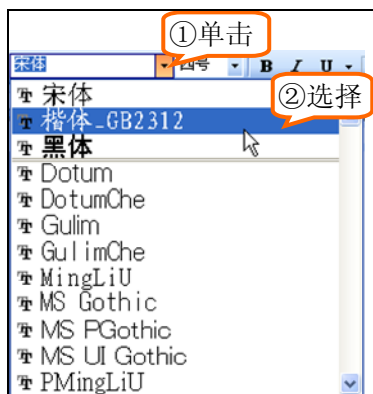 ①单击
宋体 四号 B I U
②选择
宋体
楷体_GB2312
黑体
Dotum
DotumChe
Gulim
GulimChe
MingLiU
MS Gothic
MS PGothic
MS UI Gothic
PMingLiU